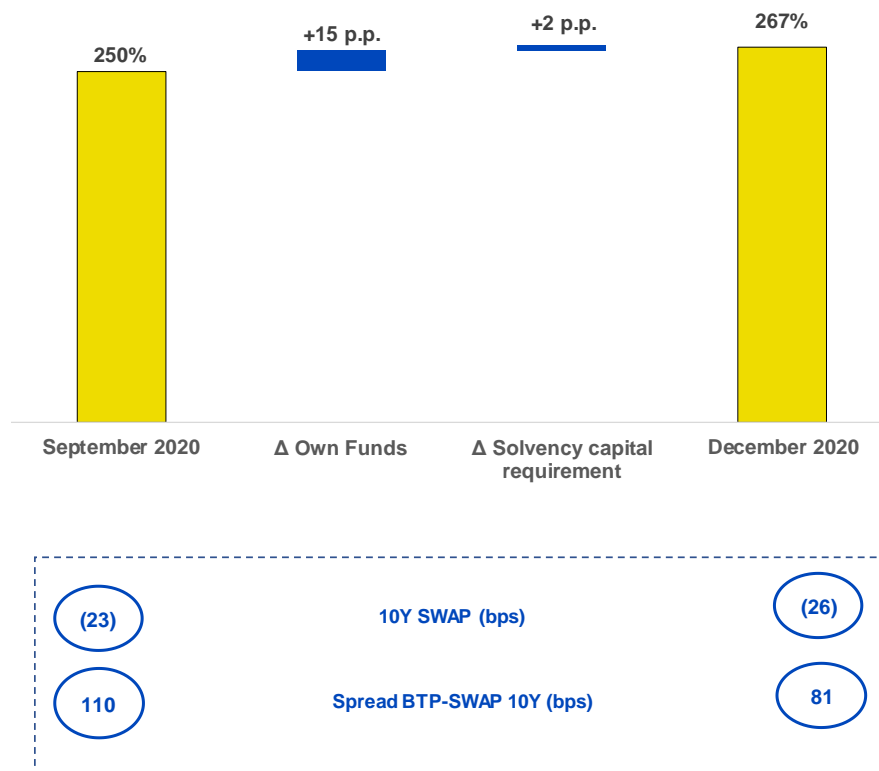 250%
+15 p.p.
+2 p.p.
267%
September 2020
Δ Own Funds
Δ Solvency capital
requirement
December 2020
(23)
10Y SWAP (bps)
(26)
110
Spread BTP-SWAP 10Y (bps)
81